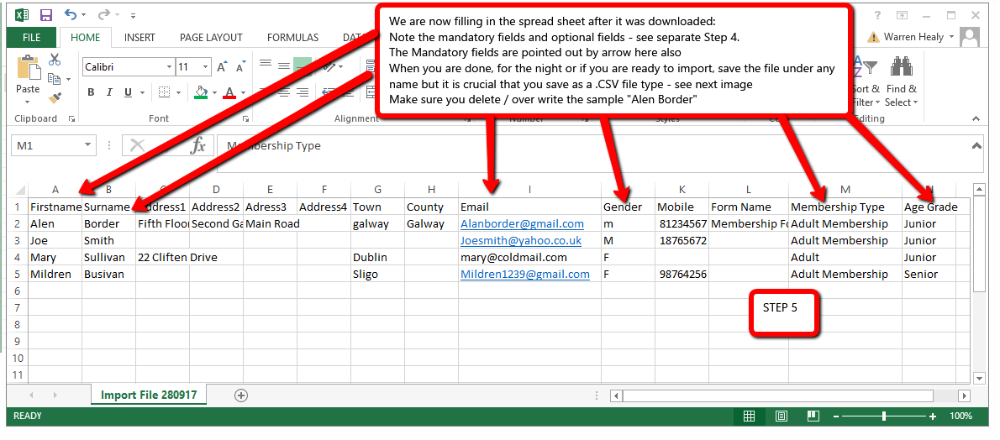 We are now filling in the spread sheet after it was downloaded:
Note the mandatory fields and optional fields - see separate Step 4.
The Mandatory fields are pointed out by arrow here also
When you are done, for the night or if you are ready to import, save the file under any
name but it is crucial that you save as a .CSV file type - see next image
Make sure you delete / over write the sample "Alen Border"
Warren Healy
FILE HOME INSERT PAGE LAYOUT FORMULAS
Calibri 11
Paste
B I U
Sort & Find &
Filter Select
Clipboard Font Alignment Number Styles Editing
M1 Membership Type
A B C D E F G H I J K L M N
1 Firstname Surname Address1 Address2 Adress3 Address4 Town County Email Gender Mobile Form Name Membership Type Age Grade
2 Alen Border Fifth Floor Second Ga Main Road galway Galway Alanborder@gmail.com m 81234567 Membership Fo Adult Membership Junior
3 Joe Smith Joesmith@yahoo.co.uk M 18765672 Adult Membership Junior
4 Mary Sullivan 22 Cliften Drive Dublin mary@coldmail.com F Adult Junior
5 Mildren Busivan Sligo Mildren1239@gmail.com F 98764256 Adult Membership Senior
6
7
8
9
10
11
STEP 5
Import File 280917
READY 100%